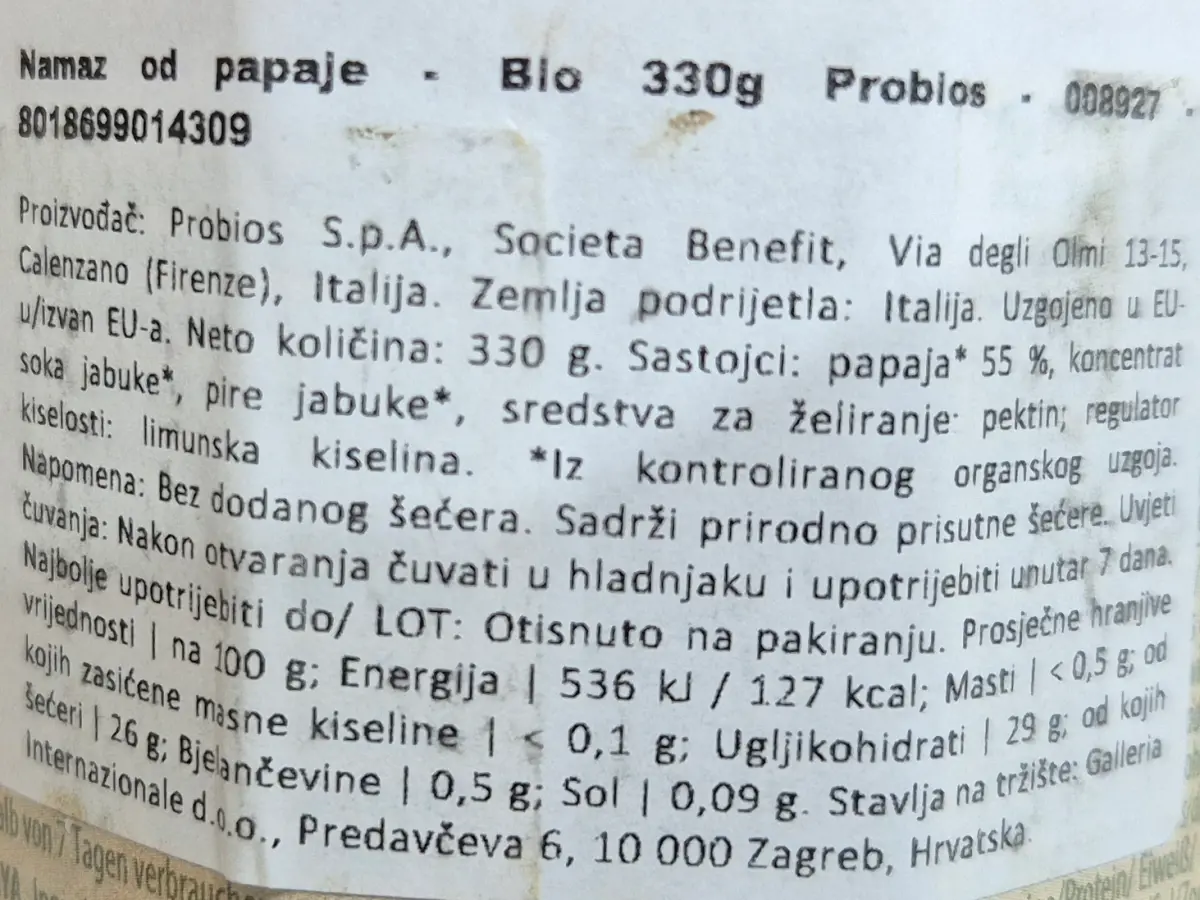 Namaz od papaje - Bio 330g Probios - 008927 -
8018699014309
Proizvođač: Probios S.p.A., Societa Benefit, Via degli Olmi 13-15,
Calenzano (Firenze), Italija. Zemlja podrijetla: Italija. Uzgojeno u EU-
u/izvan EU-a. Neto količina: 330 g. Sastojci: papaja* 55 %, koncentrat
soka jabuke*, pire jabuke*, sredstva za želiranje: pektin; regulator
kiselosti: limunska kiselina. *Iz kontroliranog organskog uzgoja.
Napomena: Bez dodanog šećera. Sadrži prirodno prisutne šećere. Uvjeti
čuvanja: Nakon otvaranja čuvati u hladnjaku i upotrijebiti unutar 7 dana.
Najbolje upotrijebiti do/ LOT: Otisnuto na pakiranju. Prosječne hranjive
vrijednosti | na 100 g; Energija | 536 kJ / 127 kcal; Masti | < 0,5 g; od
kojih zasićene masne kiseline | < 0,1 g; Ugljikohidrati | 29 g; od kojih
šećeri | 26 g; Bjelančevine | 0,5 g; Sol | 0,09 g. Stavlja na tržište: Galleria
Internazionale d.o.o., Predavčeva 6, 10 000 Zagreb, Hrvatska.
von 7 Tagen
/Protein/ Eiweiß